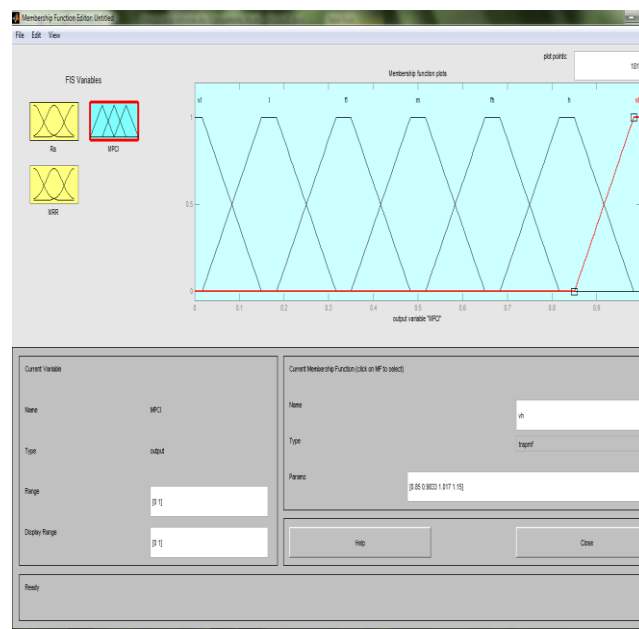 Membership Function Editor: Untitled
File Edit View
plot points:
181
FIS Variables
Membership function plots
vl l fl m fh h vh
Ra
MPCI
MRR
1
0.5
0
0 0.1 0.2 0.3 0.4 0.5 0.6 0.7 0.8 0.9
output variable "MPCI"
Current Variable
Name MPCI
Type output
Range [0 1]
Display Range [0 1]
Current Membership Function (click on MF to select)
Name vh
Type trapmf
Params [0.85 0.9833 1.017 1.15]
Help Close
Ready